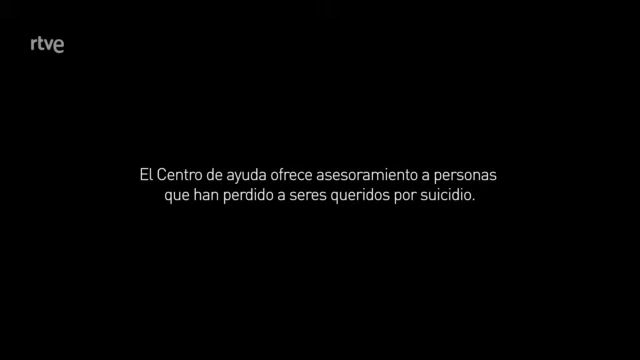 rtve
El Centro de ayuda ofrece asesoramiento a personas
que han perdido a seres queridos por suicidio.